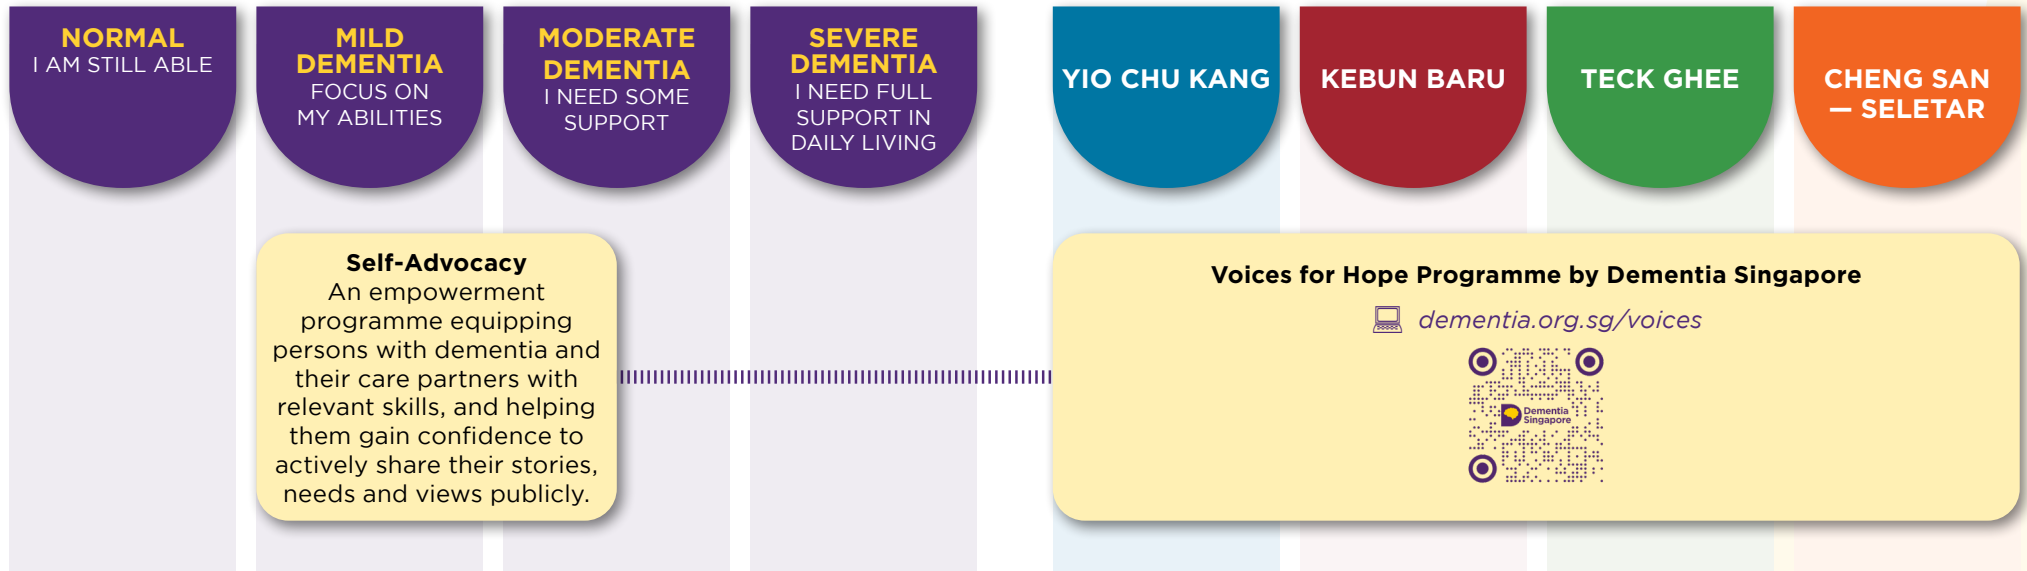 NORMAL
I AM STILL ABLE
MILD
DEMENTIA
FOCUS ON
MY ABILITIES
MODERATE
DEMENTIA
I NEED SOME
SUPPORT
SEVERE
DEMENTIA
I NEED FULL
SUPPORT IN
DAILY LIVING
YIO CHU KANG
KEBUN BARU
TECK GHEE
CHENG SAN
— SELETAR
Self-Advocacy
An empowerment
programme equipping
persons with dementia and
their care partners with
relevant skills, and helping
them gain confidence to
actively share their stories,
needs and views publicly.
Voices for Hope Programme by Dementia Singapore
dementia.org.sg/voices
Dementia
Singapore